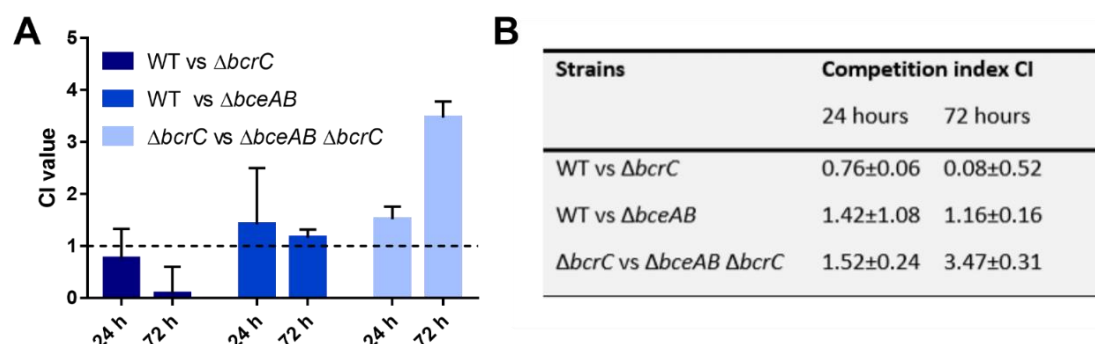 A
5
4
3
2
1
0
CI value
WT vs ΔbcrC
WT vs ΔbceAB
ΔbcrC vs ΔbceAB ΔbcrC
24 h
72 h
24 h
72 h
24 h
72 h
B
Strains Competition index CI
24 hours 72 hours
WT vs ΔbcrC 0.76±0.06 0.08±0.52
WT vs ΔbceAB 1.42±1.08 1.16±0.16
ΔbcrC vs ΔbceAB ΔbcrC 1.52±0.24 3.47±0.31